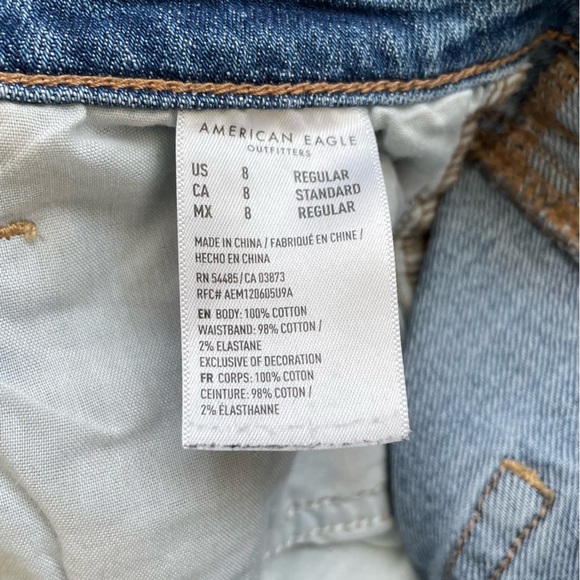 AMERICAN EAGLE
OUTFITTERS
US 8 REGULAR
CA 8 STANDARD
MX 8 REGULAR
MADE IN CHINA / FABRIQUÉ EN CHINE /
HECHO EN CHINA
RN 54485/CA 03873
RFC# AEM120605U9A
EN BODY: 100% COTTON
WAISTBAND: 98% COTTON /
2% ELASTANE
EXCLUSIVE OF DECORATION
FR CORPS: 100% COTON
CEINTURE: 98% COTON /
2% ÉLASTHANNE